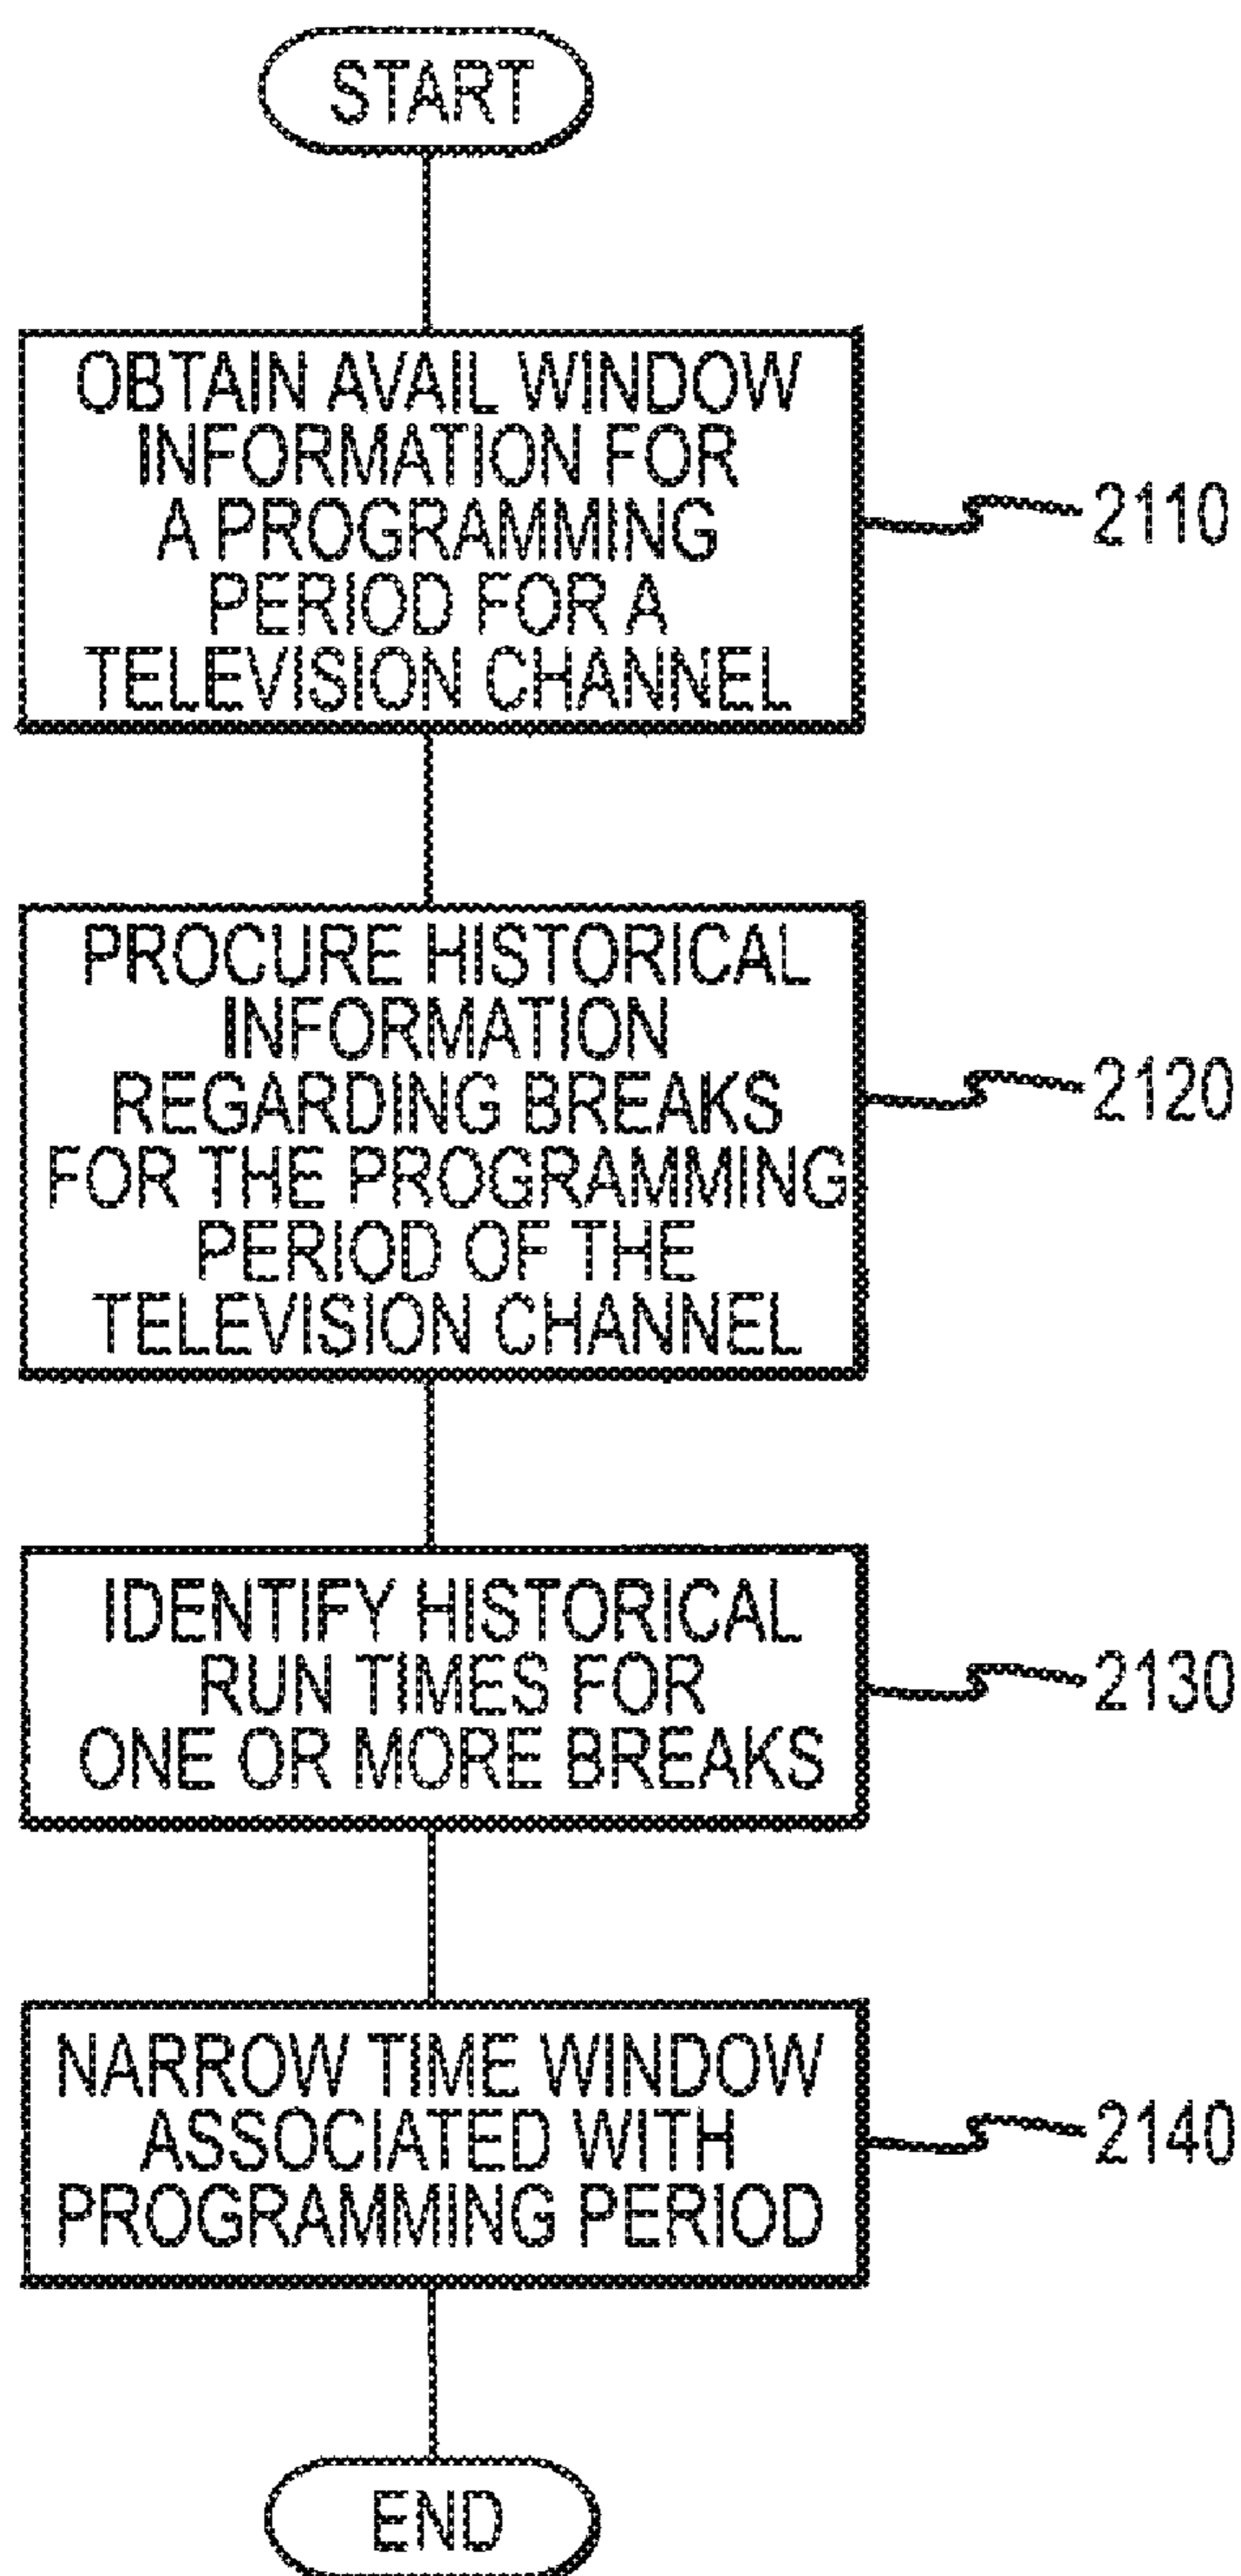 START
OBTAIN AVAIL WINDOW
INFORMATION FOR
A PROGRAMMING
PERIOD FOR A
TELEVISION CHANNEL
2110
PROCURE HISTORICAL
INFORMATION
REGARDING BREAKS
FOR THE PROGRAMMING
PERIOD OF THE
TELEVISION CHANNEL
2120
IDENTIFY HISTORICAL
RUN TIMES FOR
ONE OR MORE BREAKS
2130
NARROW TIME WINDOW
ASSOCIATED WITH
PROGRAMMING PERIOD
2140
END